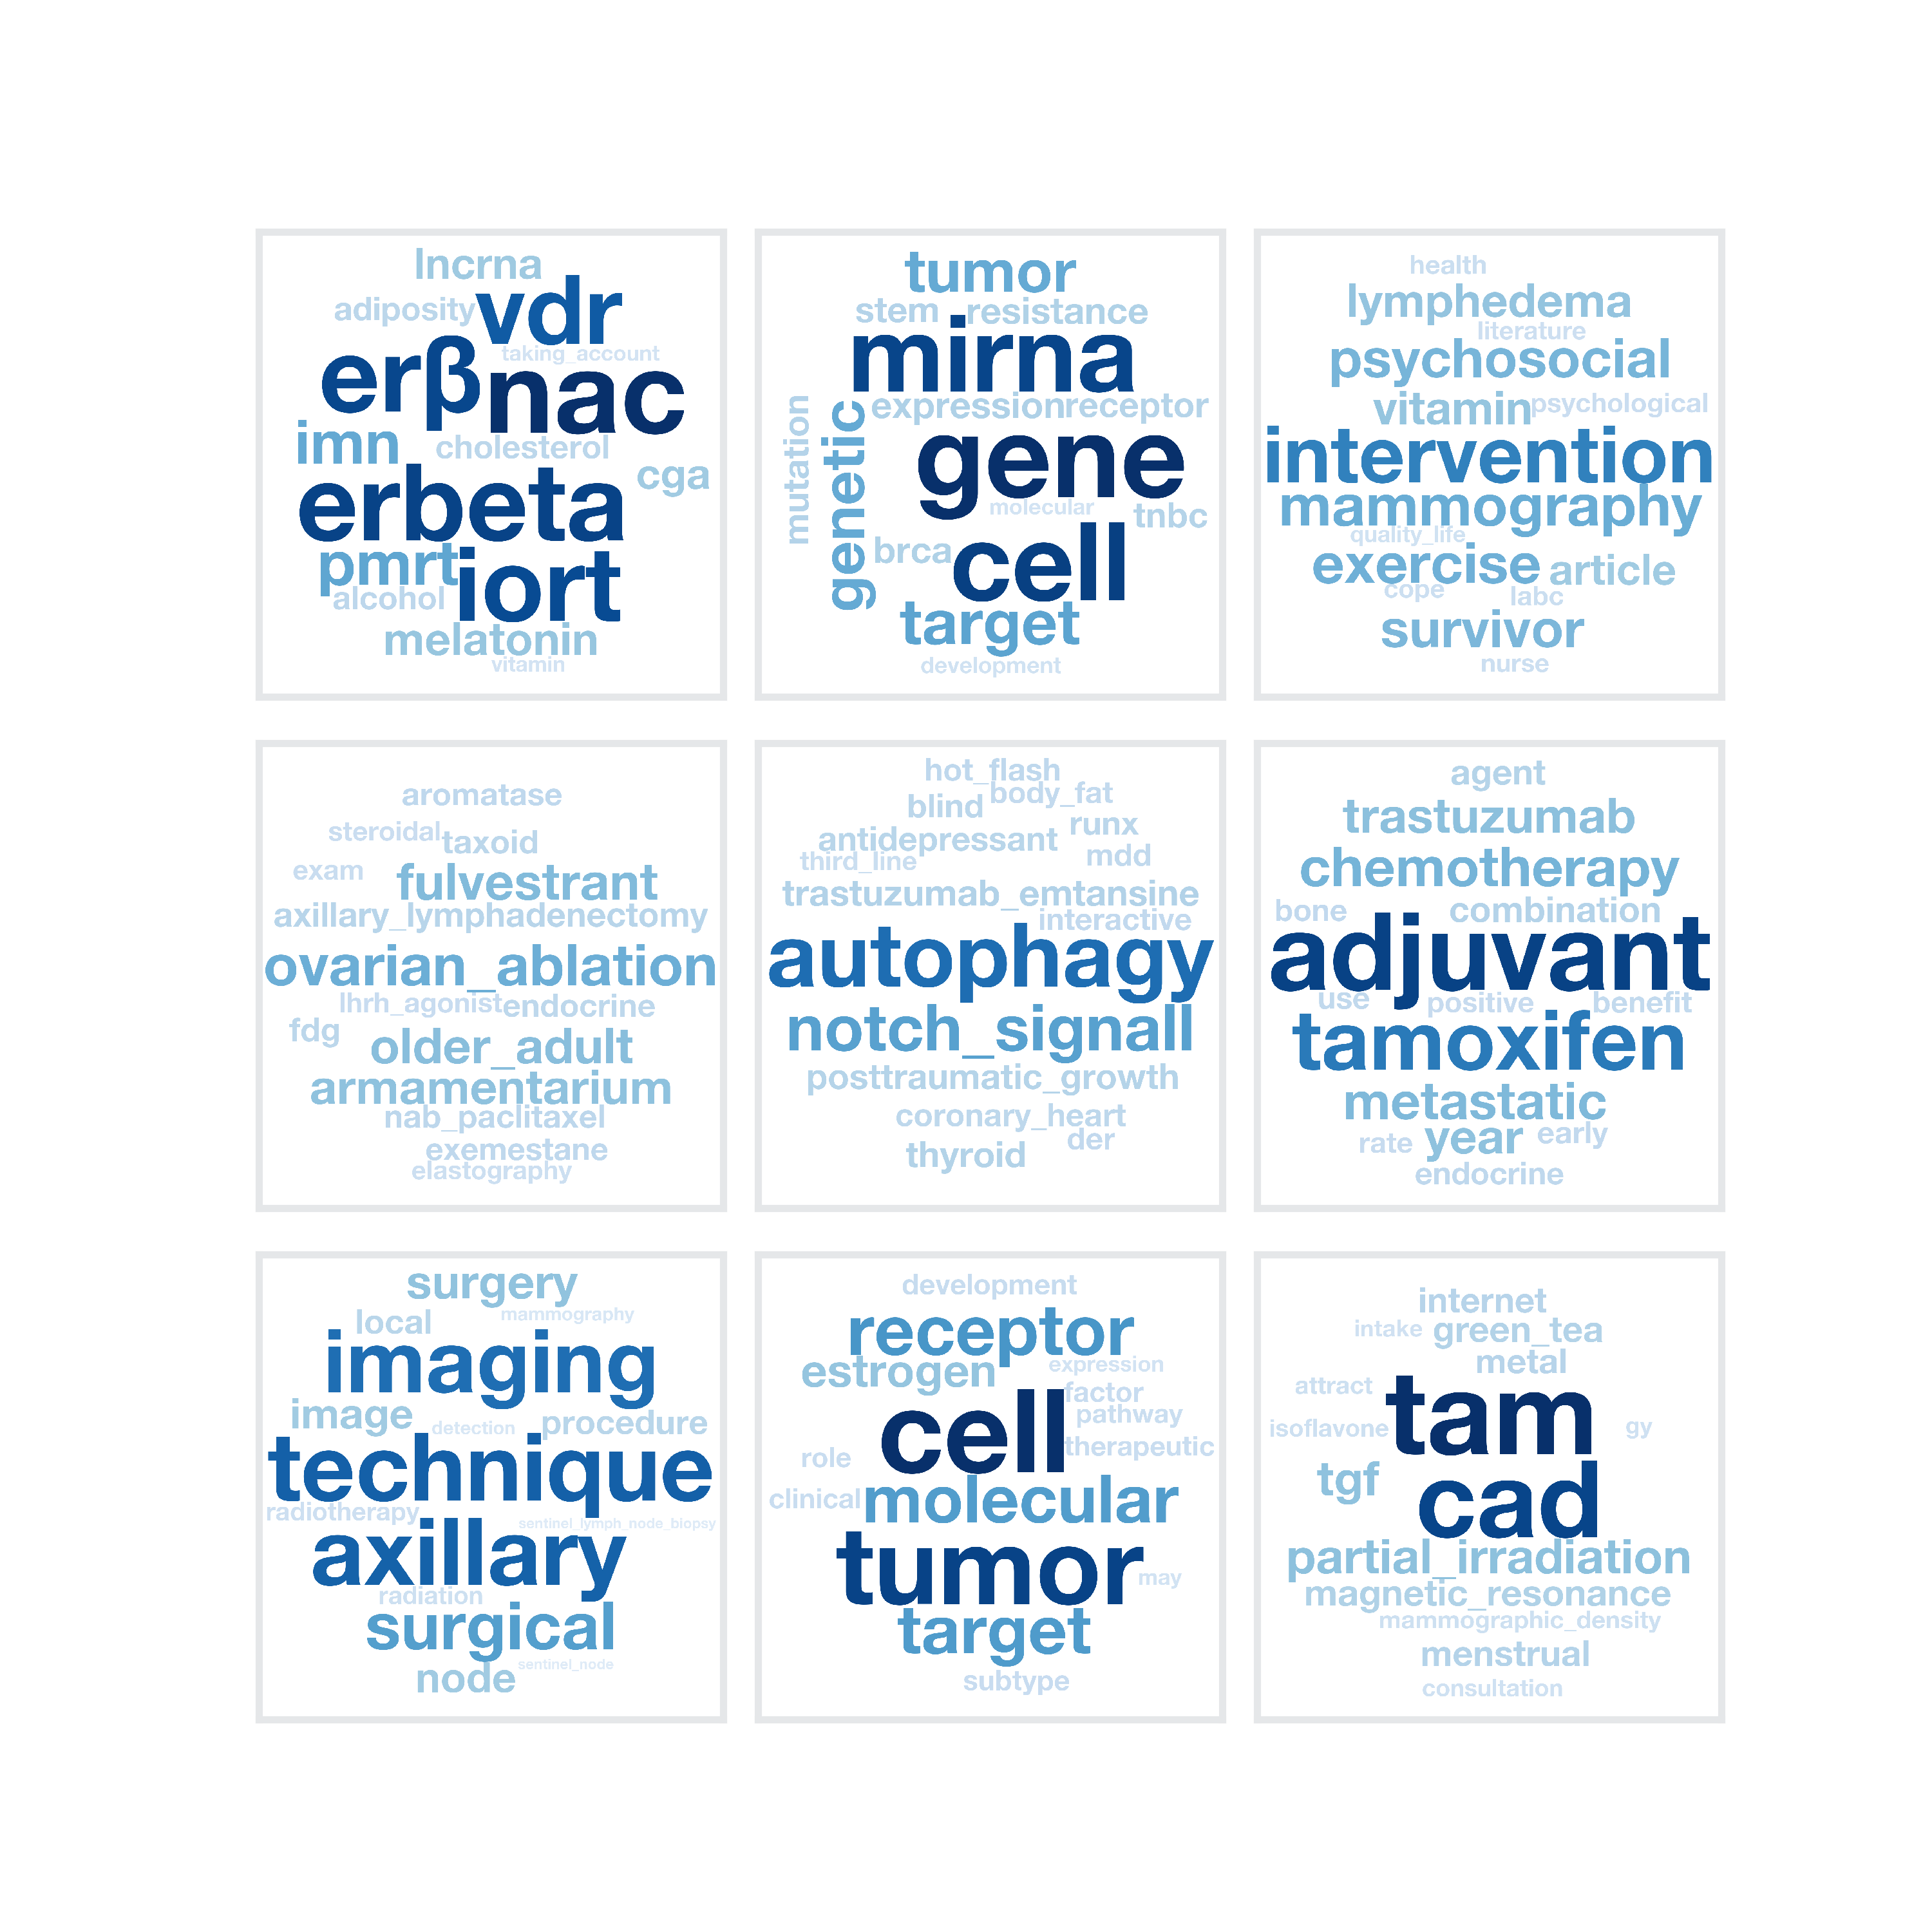 lncrna
adiposity vdr
taking_account
erβ nac
imn cholesterol
cga
erbeta
pmrt iort
alcohol
melatonin
vitamin
tumor
stem resistance
mirna
mutation
genetic
expression receptor
gene
molecular
tnbc
brca cell
target
development
health
lymphedema
literature
psychosocial
vitamin psychological
intervention
mammography
quality_life
exercise article
cope labc
survivor
nurse
aromatase
steroidal taxoid
exam fulvestrant
axillary_lymphadenectomy
ovarian_ablation
lhrh_agonist endocrine
fdg
older_adult
armamentarium
nab_paclitaxel
exemestane
elastography
hot_flash
blind body_fat
antidepressant runx
third_line mdd
trastuzumab_emtansine
interactive
autophagy
notch_signall
posttraumatic_growth
coronary_heart
der
thyroid
agent
trastuzumab
chemotherapy
bone combination
adjuvant
use positive benefit
tamoxifen
metastatic
rate year early
endocrine
surgery
local mammography
imaging
image detection procedure
technique
radiotherapy sentinel_lymph_node_biopsy
axillary
radiation
surgical
node sentinel_node
development
receptor
estrogen expression
factor
cell pathway
role therapeutic
clinical molecular
tumor may
target
subtype
internet
intake green_tea
metal
attract tam
isoflavone gy
tgf cad
partial_irradiation
magnetic_resonance
mammographic_density
menstrual
consultation